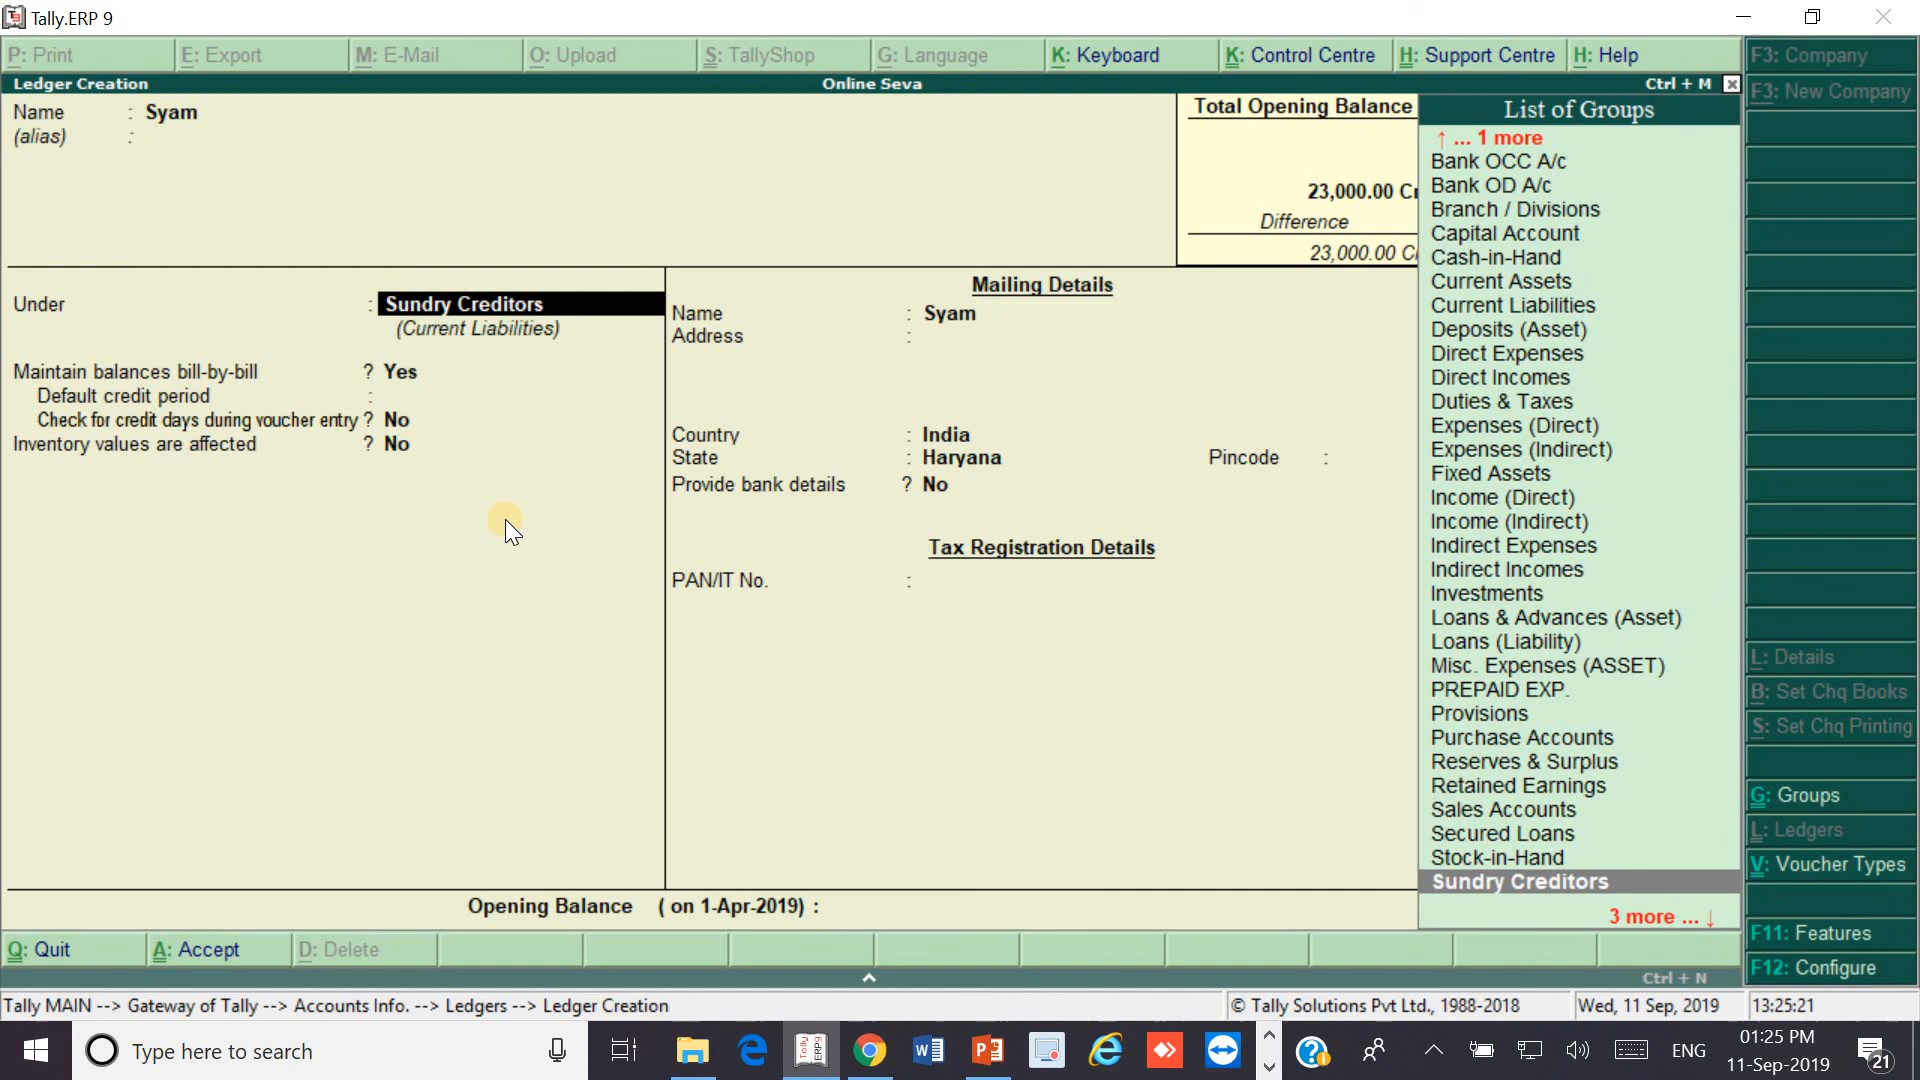 Tally.ERP 9
P: Print E: Export M: E-Mail O: Upload S: TallyShop G: Language K: Keyboard K: Control Centre H: Support Centre H: Help
Ledger Creation Online Seva Ctrl + M
Name : Syam
(alias) :
Total Opening Balance
23,000.00 Cr
Difference
23,000.00 C
Under : Sundry Creditors
(Current Liabilities)
Maintain balances bill-by-bill ? Yes
Default credit period :
Check for credit days during voucher entry ? No
Inventory values are affected ? No
Mailing Details
Name : Syam
Address :
Country : India
State : Haryana Pincode :
Provide bank details ? No
Tax Registration Details
PAN/IT No. :
Opening Balance ( on 1-Apr-2019) :
List of Groups
↑ ... 1 more
Bank OCC A/c
Bank OD A/c
Branch / Divisions
Capital Account
Cash-in-Hand
Current Assets
Current Liabilities
Deposits (Asset)
Direct Expenses
Direct Incomes
Duties & Taxes
Expenses (Direct)
Expenses (Indirect)
Fixed Assets
Income (Direct)
Income (Indirect)
Indirect Expenses
Indirect Incomes
Investments
Loans & Advances (Asset)
Loans (Liability)
Misc. Expenses (ASSET)
PREPAID EXP.
Provisions
Purchase Accounts
Reserves & Surplus
Retained Earnings
Sales Accounts
Secured Loans
Stock-in-Hand
Sundry Creditors
3 more ... ↓
F3: Company
F3: New Company
L: Details
B: Set Chq Books
S: Set Chq Printing
G: Groups
L: Ledgers
V: Voucher Types
F11: Features
F12: Configure
Q: Quit A: Accept D: Delete
Ctrl + N
Tally MAIN --> Gateway of Tally --> Accounts Info. --> Ledgers --> Ledger Creation © Tally Solutions Pvt Ltd., 1988-2018 Wed, 11 Sep, 2019 13:25:21
Type here to search ENG 01:25 PM
11-Sep-2019 21